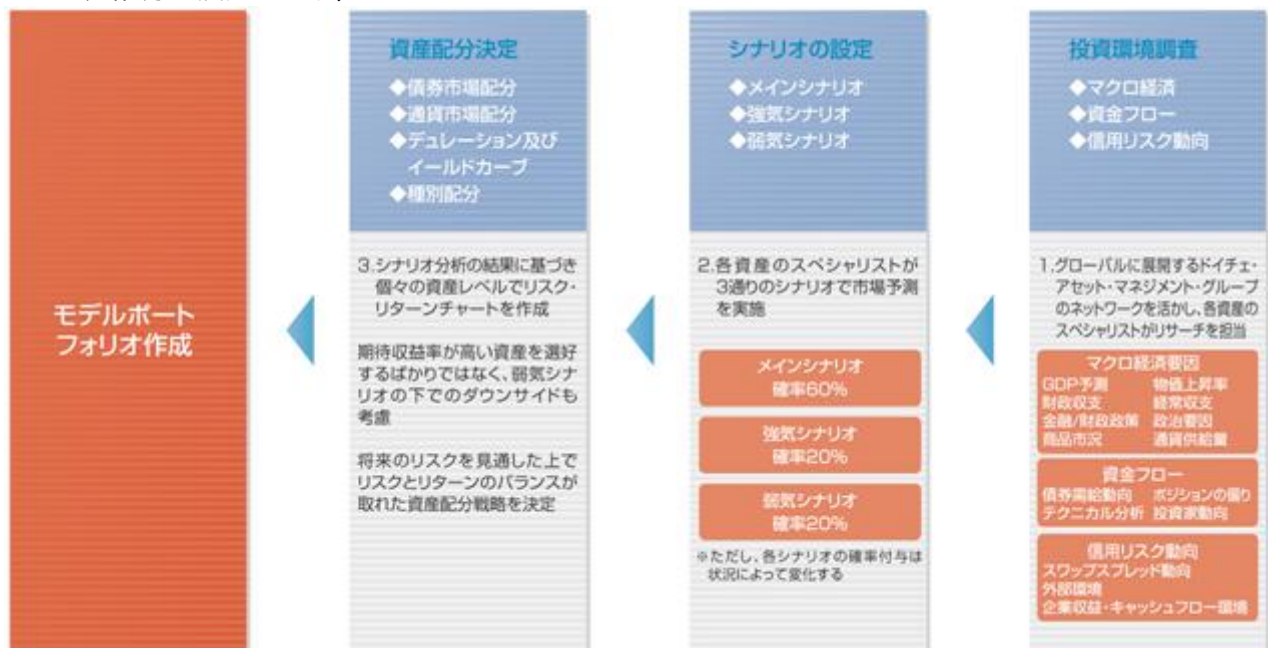 モデルポート
フォリオ作成
資産配分決定
◆債券市場配分
◆通貨市場配分
◆デュレーション及び
イールドカーブ
◆種別配分
3.シナリオ分析の結果に基づき
個々の資産レベルでリスク・
リターンチャートを作成
期待収益率が高い資産を選好
するばかりではなく、弱気シナ
リオの下でのダウンサイドも
考慮
将来のリスクを見通した上で
リスクとリターンのバランスが
取れた資産配分戦略を決定
シナリオの設定
◆メインシナリオ
◆強気シナリオ
◆弱気シナリオ
2.各資産のスペシャリストが
3通りのシナリオで市場予測
を実施
メインシナリオ
確率60%
強気シナリオ
確率20%
弱気シナリオ
確率20%
※ただし、各シナリオの確率付与は
状況によって変化する
投資環境調査
◆マクロ経済
◆資金フロー
◆信用リスク動向
1.グローバルに展開するドイチェ・
アセット・マネジメント・グループ
のネットワークを活かし、各資産の
スペシャリストがリサーチを担当
マクロ経済要因
GDP予測 物価上昇率
財政収支 経常収支
金融/財政政策 政治要因
商品市況 通貨供給量
資金フロー
債券需給動向 ポジションの偏り
テクニカル分析 投資家動向
信用リスク動向
スワップスプレッド動向
外部環境
企業収益・キャッシュフロー環境